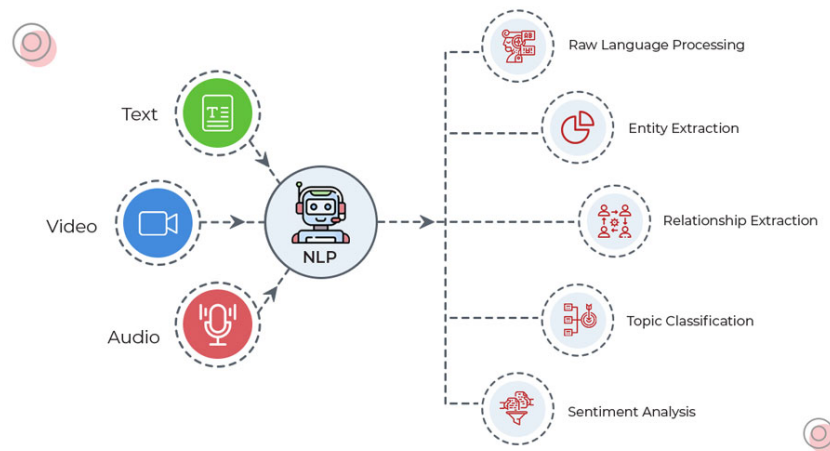 Text
Video
Audio
NLP
Raw Language Processing
Entity Extraction
Relationship Extraction
Topic Classification
Sentiment Analysis